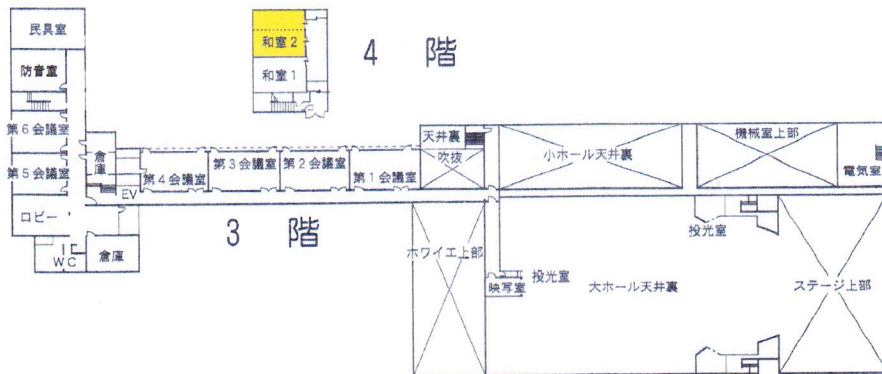 民具室
防音室
第6会議室
第5会議室
ロビー
WC
倉庫
倉庫
EV
和室2
和室1
4 階
第4会議室
第3会議室
第2会議室
第1会議室
3 階
天井裏
吹抜
小ホール天井裏
機械室上部
電気室
ホワイエ上部
映写室
投光室
大ホール天井裏
投光室
ステージ上部